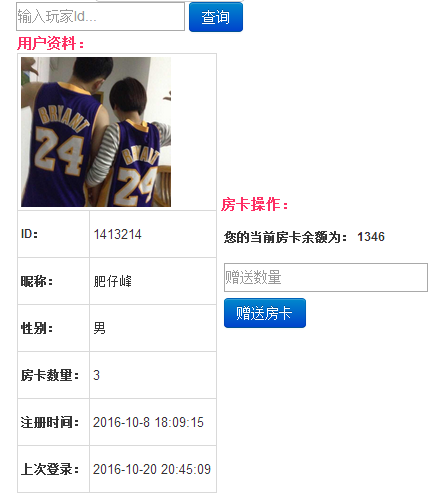 输入玩家Id...
查询
用户资料：
BRYANT
24
BRYANT
24
ID：
1413214
昵称：
肥仔峰
性别：
男
房卡数量：
3
注册时间：
2016-10-8 18:09:15
上次登录：
2016-10-20 20:45:09
房卡操作：
您的当前房卡余额为： 1346
赠送数量
赠送房卡